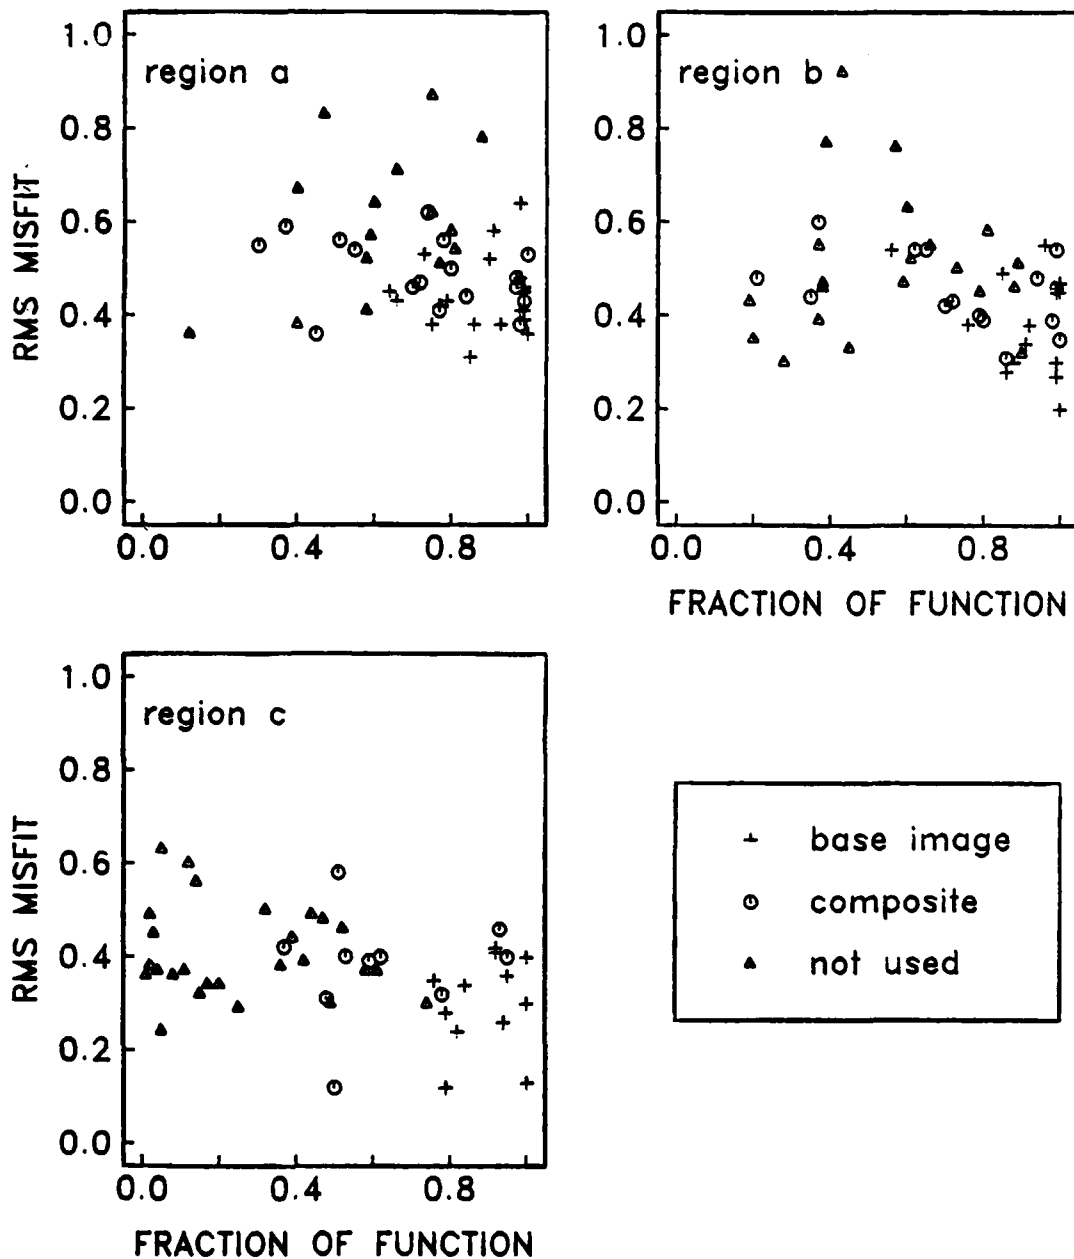 region a
1.0
0.8
0.6
0.4
0.2
0.0
RMS MISFIT
0.0 0.4 0.8
region b
1.0
0.8
0.6
0.4
0.2
0.0
0.0 0.4 0.8
FRACTION OF FUNCTION
region c
1.0
0.8
0.6
0.4
0.2
0.0
RMS MISFIT
0.0 0.4 0.8
FRACTION OF FUNCTION
base image
composite
not used